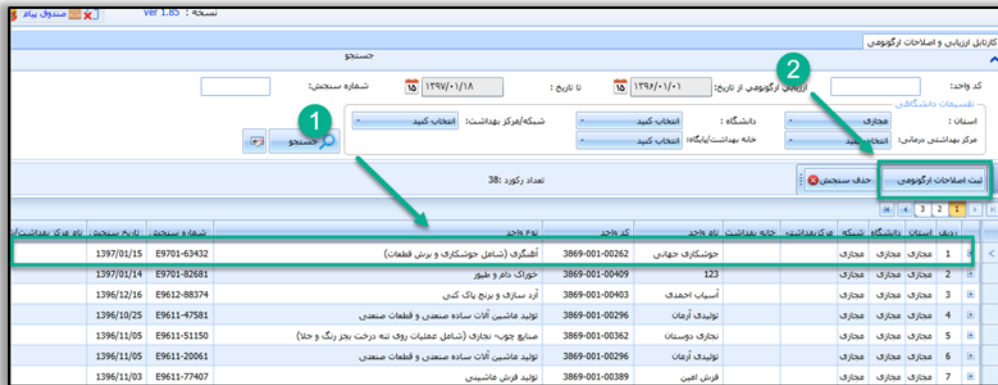 نسخه : ver 1.85 صندوق پیام
کارتابل ارزیابی و اصلاحات ارگونومی
جستجو
کد واحد: ارزیابی ارگونومی از تاریخ: ۱۳۹۶/۰۱/۰۱ تا تاریخ : ۱۳۹۷/۰۱/۱۸ شماره سنجش:
2
تقسیمات دانشگاهی
استان : مجازی دانشگاه : انتخاب کنید شبکه/مرکز بهداشت: انتخاب کنید
1
مرکز بهداشتی درمانی: انتخاب کنید خانه بهداشت/پایگاه: انتخاب کنید جستجو
ثبت اصلاحات ارگونومی حذف سنجش تعداد رکورد :38
1 2 3
ردیف استان دانشگاه شبکه مرکز بهداشتی خانه بهداشت نام واحد کد واحد نوع واحد شماره سنجش تاریخ سنجش نام مرکز بهداشت/
1 مجازی مجازی مجازی جوشکاری جهانی 3869-001-00262 آهنگری (شامل جوشکاری و برش قطعات) E9701-63432 1397/01/15
2 مجازی مجازی مجازی 123 3869-001-00409 خوراک دام و طیور E9701-82681 1397/01/14
3 مجازی مجازی مجازی آسیاب احمدی 3869-001-00403 آرد سازی و برنج پاک کنی E9612-88374 1396/12/16
4 مجازی مجازی مجازی تولیدی آرمان 3869-001-00296 تولید ماشین آلات ساده صنعتی و قطعات صنعتی E9611-47581 1396/10/25
5 مجازی مجازی مجازی نجاری دوستان 3869-001-00362 صنایع چوب- نجاری (شامل عملیات روی تنه درخت بجز رنگ و جلا) E9611-51150 1396/11/05
6 مجازی مجازی مجازی تولیدی آرمان 3869-001-00296 تولید ماشین آلات ساده صنعتی و قطعات صنعتی E9611-20061 1396/11/05
7 مجازی مجازی مجازی فرش امین 3869-001-00389 تولید فرش ماشینی E9611-77407 1396/11/03